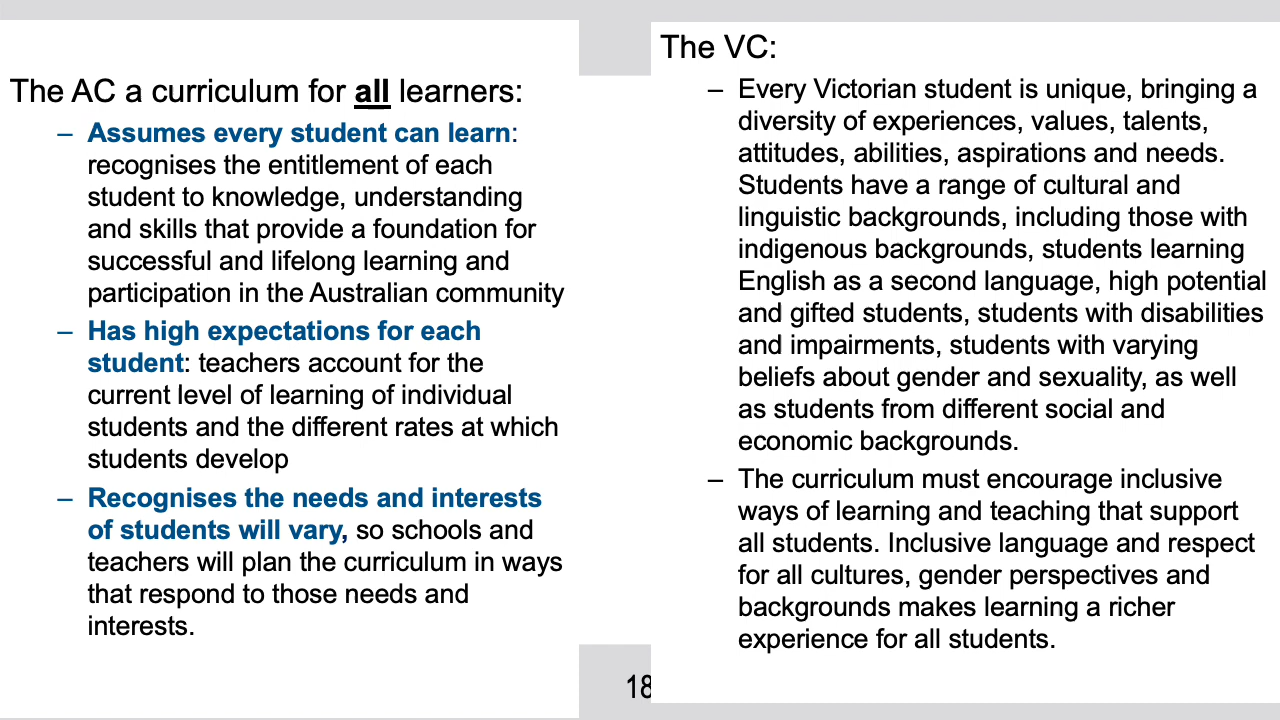 The AC a curriculum for all learners:
– Assumes every student can learn:
recognises the entitlement of each
student to knowledge, understanding
and skills that provide a foundation for
successful and lifelong learning and
participation in the Australian community
– Has high expectations for each
student: teachers account for the
current level of learning of individual
students and the different rates at which
students develop
– Recognises the needs and interests
of students will vary, so schools and
teachers will plan the curriculum in ways
that respond to those needs and
interests.
The VC:
– Every Victorian student is unique, bringing a
diversity of experiences, values, talents,
attitudes, abilities, aspirations and needs.
Students have a range of cultural and
linguistic backgrounds, including those with
indigenous backgrounds, students learning
English as a second language, high potential
and gifted students, students with disabilities
and impairments, students with varying
beliefs about gender and sexuality, as well
as students from different social and
economic backgrounds.
– The curriculum must encourage inclusive
ways of learning and teaching that support
all students. Inclusive language and respect
for all cultures, gender perspectives and
backgrounds makes learning a richer
experience for all students.
18